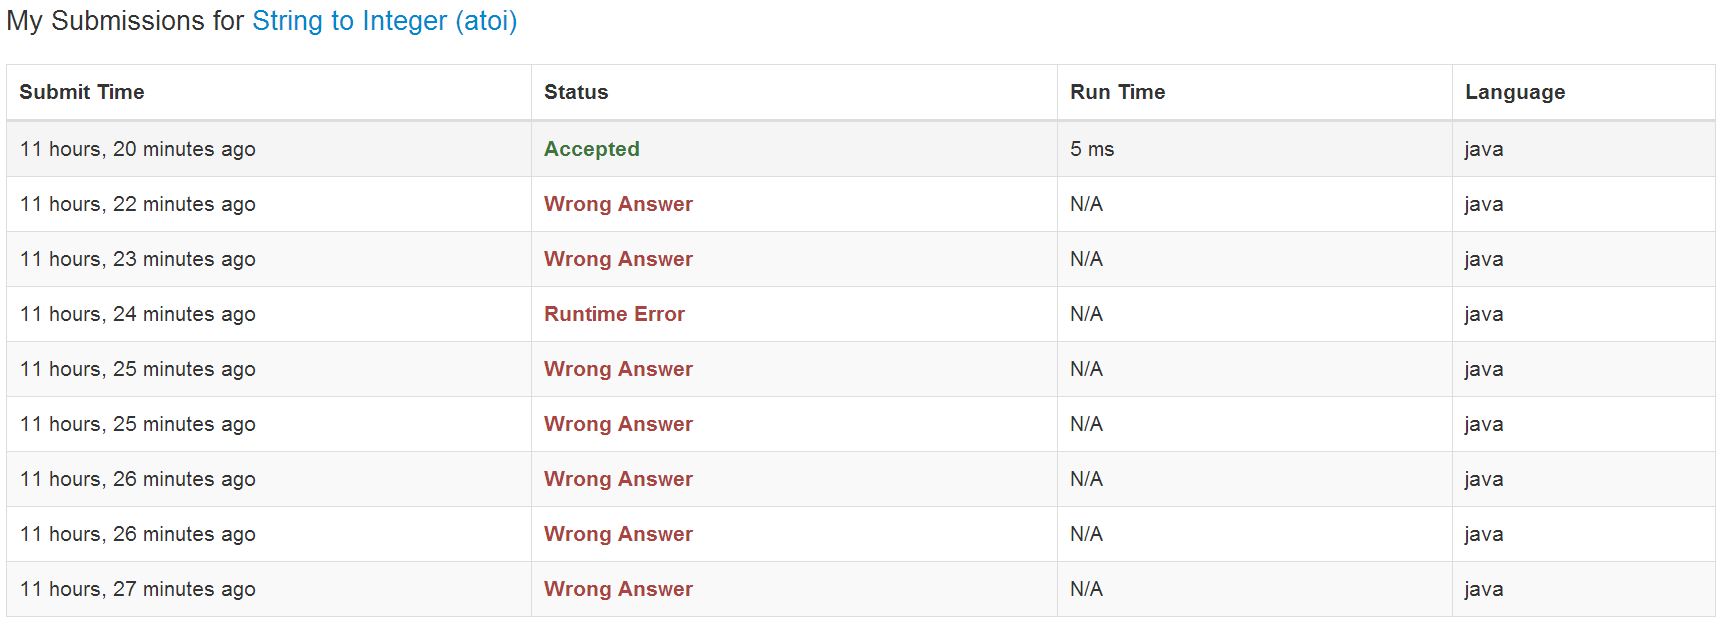 My Submissions for String to Integer (atoi)
Submit Time Status Run Time Language
11 hours, 20 minutes ago Accepted 5 ms java
11 hours, 22 minutes ago Wrong Answer N/A java
11 hours, 23 minutes ago Wrong Answer N/A java
11 hours, 24 minutes ago Runtime Error N/A java
11 hours, 25 minutes ago Wrong Answer N/A java
11 hours, 25 minutes ago Wrong Answer N/A java
11 hours, 26 minutes ago Wrong Answer N/A java
11 hours, 26 minutes ago Wrong Answer N/A java
11 hours, 27 minutes ago Wrong Answer N/A java